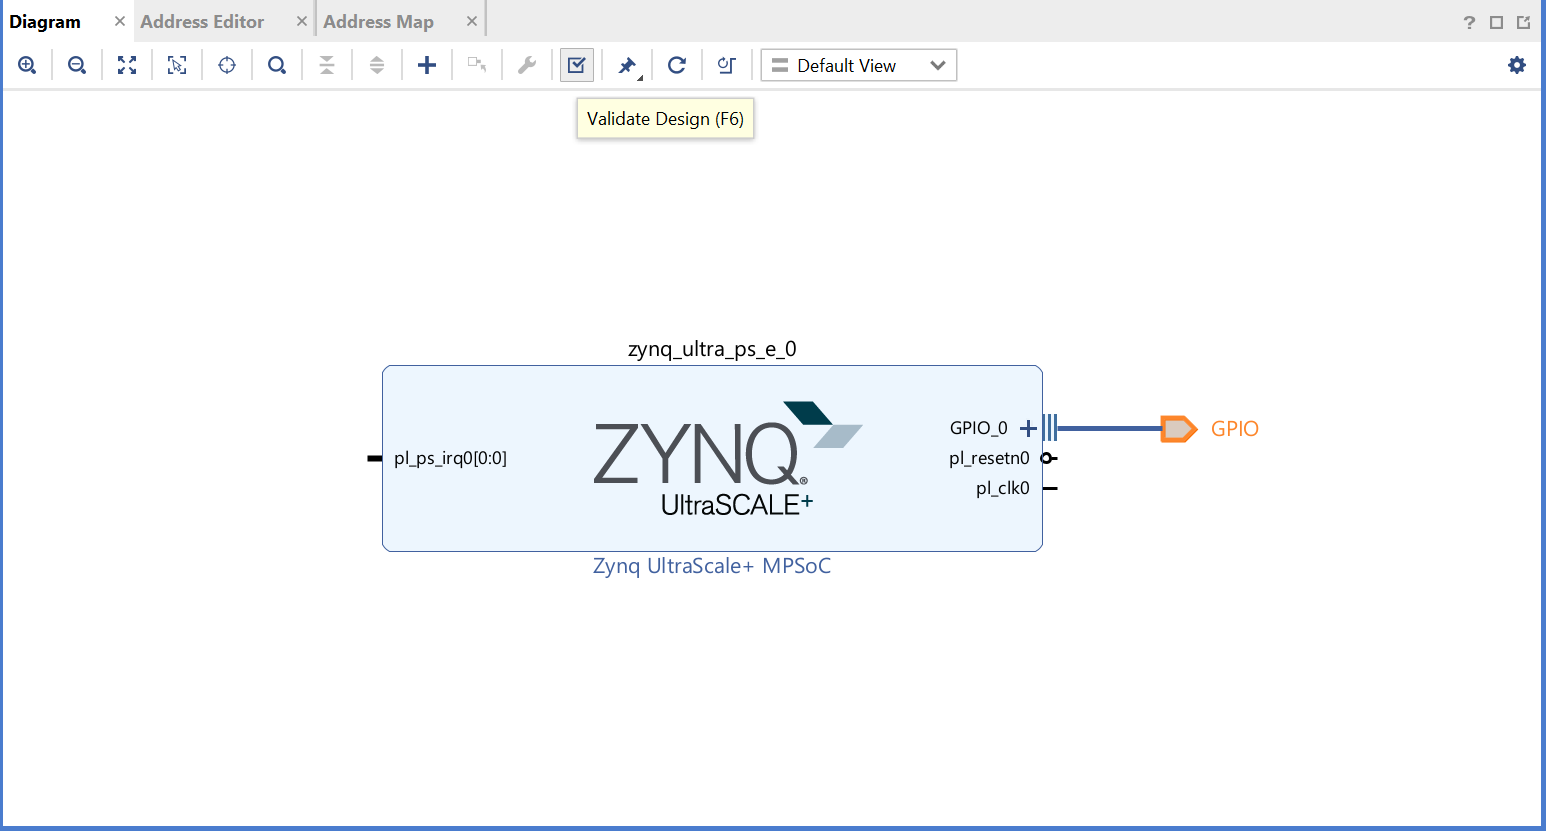 Diagram
Address Editor
Address Map
?
Default View
Validate Design (F6)
zynq_ultra_ps_e_0
ZYNQ®
UltraSCALE+
pl_ps_irq0[0:0]
GPIO_0
pl_resetn0
pl_clk0
GPIO
Zynq UltraScale+ MPSoC